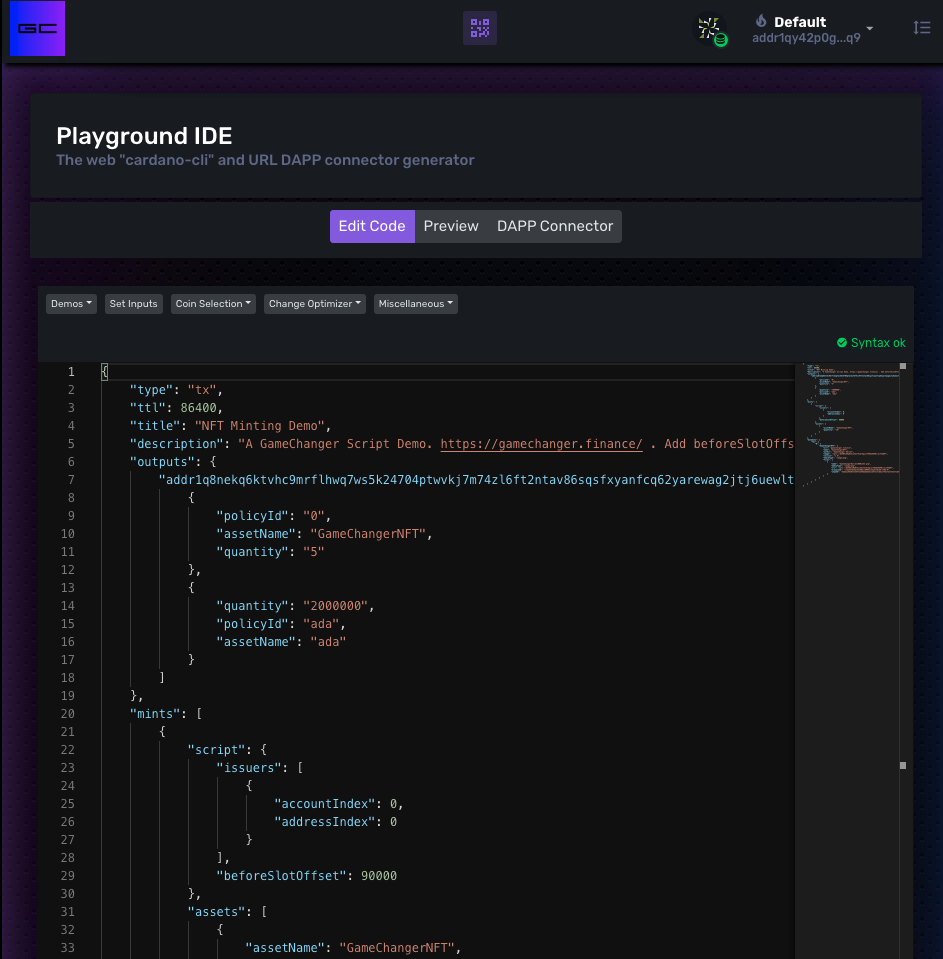 GC
Default
addr1qy42p0g...q9
Playground IDE
The web "cardano-cli" and URL DAPP connector generator
Edit Code Preview DAPP Connector
Demos Set Inputs Coin Selection Change Optimizer Miscellaneous
Syntax ok
1 {
2 "type": "tx",
3 "ttl": 86400,
4 "title": "NFT Minting Demo",
5 "description": "A GameChanger Script Demo. https://gamechanger.finance/ . Add beforeSlotOffs
6 "outputs": {
7 "addr1q8nekq6ktvhc9mrflhwq7ws5k24704ptwvkj7m74zl6ft2ntav86sqsfxyanfcq62yarewag2jtj6uewlt
8 {
9 "policyId": "0",
10 "assetName": "GameChangerNFT",
11 "quantity": "5"
12 },
13 {
14 "quantity": "2000000",
15 "policyId": "ada",
16 "assetName": "ada"
17 }
18 ]
19 },
20 "mints": [
21 {
22 "script": {
23 "issuers": [
24 {
25 "accountIndex": 0,
26 "addressIndex": 0
27 }
28 ],
29 "beforeSlotOffset": 90000
30 },
31 "assets": [
32 {
33 "assetName": "GameChangerNFT",